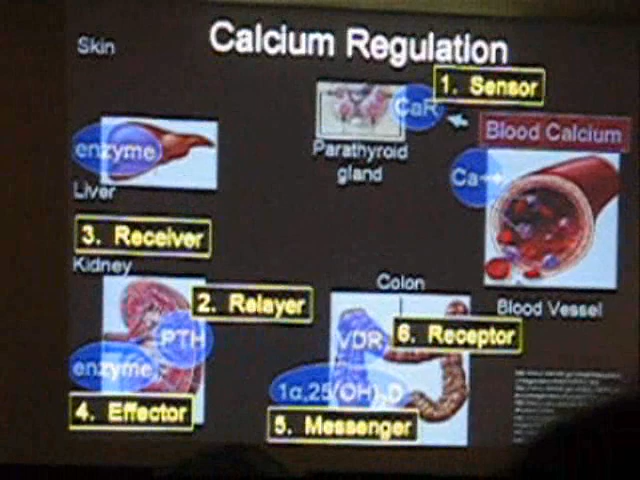 Calcium Regulation
Skin
1. Sensor
CaR
Blood Calcium
Parathyroid
gland
enzyme
Liver
Ca
3. Receiver
Kidney
2. Relayer
PTH
enzyme
4. Effector
Colon
VDR
6. Receptor
1α,25(OH)₂D
5. Messenger
Blood Vessel